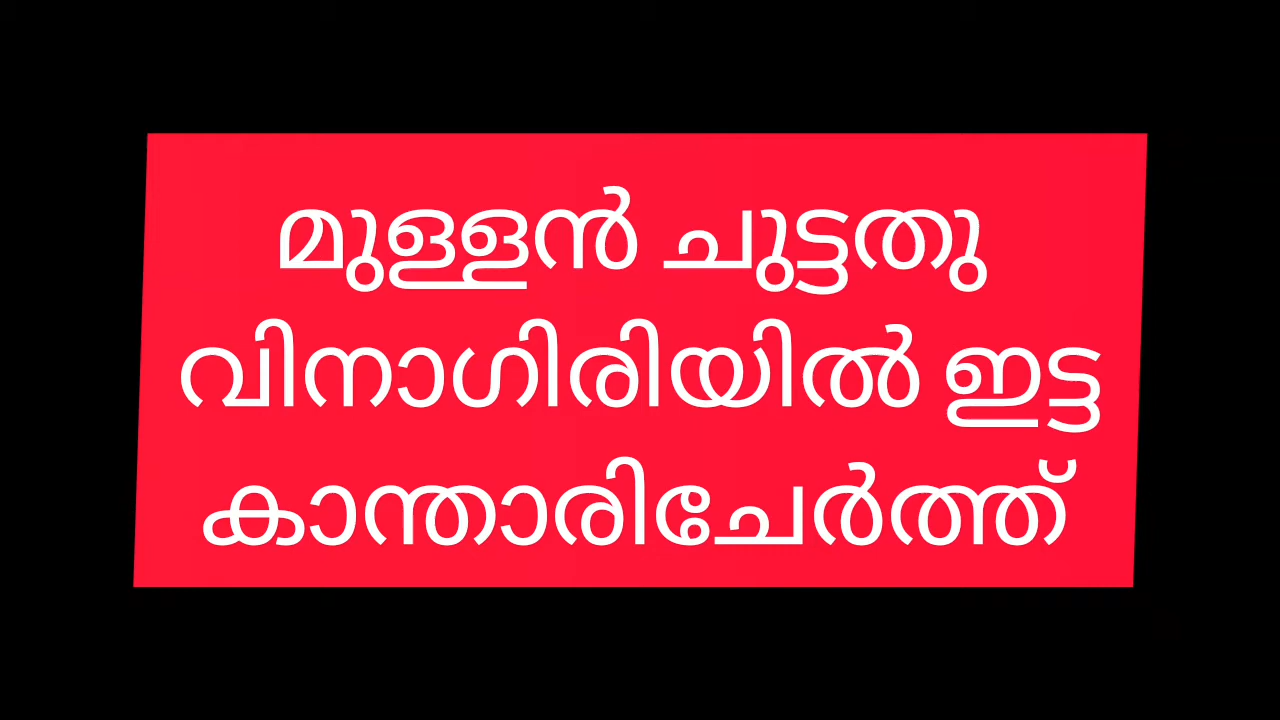 മുള്ളൻ ചുട്ടതു
വിനാഗിരിയിൽ ഇട്ട
കാന്താരിചേർത്ത്